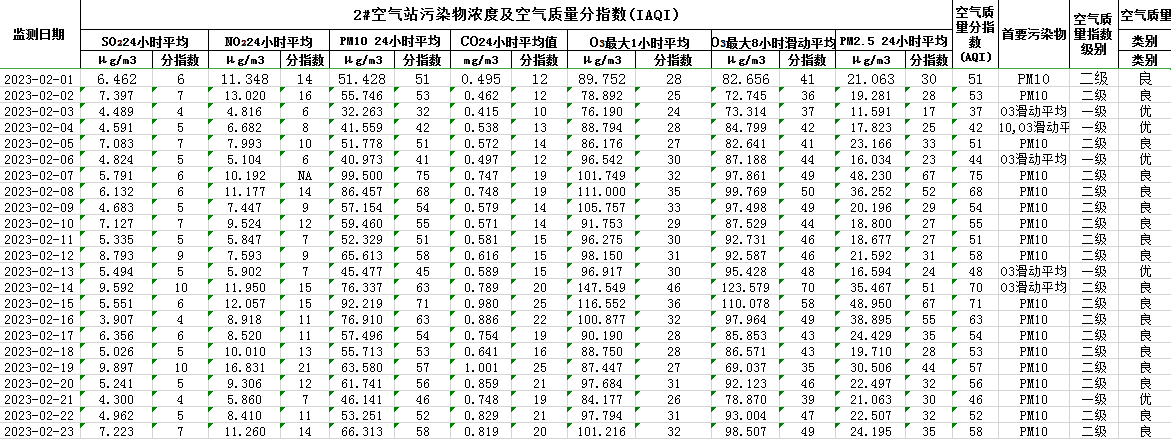 2#空气站污染物浓度及空气质量分指数(IAQI)
监测日期 空气质量分指数(AQI) 首要污染物 空气质量指数级别 空气质量
SO₂24小时平均 NO₂24小时平均 PM10 24小时平均 CO24小时平均值 O₃最大1小时平均 O₃最大8小时滑动平均 PM2.5 24小时平均 类别
μg/m3 分指数 μg/m3 分指数 μg/m3 分指数 mg/m3 分指数 μg/m3 分指数 μg/m3 分指数 μg/m3 分指数 类别
2023-02-01 6.462 6 11.348 14 51.428 51 0.495 12 89.752 28 82.656 41 21.063 30 51 PM10 二级 良
2023-02-02 7.397 7 13.020 16 55.746 53 0.462 12 78.892 25 72.745 36 19.281 28 53 PM10 二级 良
2023-02-03 4.489 4 4.816 6 32.263 32 0.415 10 76.190 24 73.314 37 11.591 17 37 O3滑动平均 一级 优
2023-02-04 4.591 5 6.682 8 41.559 42 0.538 13 88.794 28 84.799 42 17.823 25 42 10,O3滑动平 一级 优
2023-02-05 7.083 7 7.993 10 51.778 51 0.572 14 86.176 27 82.641 41 23.166 33 51 PM10 二级 良
2023-02-06 4.824 5 5.104 6 40.973 41 0.497 12 96.542 30 87.188 44 16.034 23 44 O3滑动平均 一级 优
2023-02-07 5.791 6 10.192 NA 99.500 75 0.747 19 101.749 32 97.861 49 48.230 67 75 PM10 二级 良
2023-02-08 6.132 6 11.177 14 86.457 68 0.748 19 111.000 35 99.769 50 36.252 52 68 PM10 二级 良
2023-02-09 4.683 5 7.447 9 57.154 54 0.579 14 105.757 33 97.498 49 20.196 29 54 PM10 二级 良
2023-02-10 7.127 7 9.524 12 59.460 55 0.571 14 91.753 29 87.529 44 18.800 27 55 PM10 二级 良
2023-02-11 5.335 5 5.847 7 52.329 51 0.581 15 96.275 30 92.731 46 18.677 27 51 PM10 二级 良
2023-02-12 8.793 9 7.593 9 65.613 58 0.616 15 98.150 31 92.587 46 21.592 31 58 PM10 二级 良
2023-02-13 5.494 5 5.902 7 45.477 45 0.589 15 96.917 30 95.428 48 16.594 24 48 O3滑动平均 一级 优
2023-02-14 9.592 10 11.950 15 76.337 63 0.789 20 147.549 46 123.579 70 35.467 51 70 O3滑动平均 二级 良
2023-02-15 5.551 6 12.057 15 92.219 71 0.980 25 116.552 36 110.078 58 48.950 67 71 PM10 二级 良
2023-02-16 3.907 4 8.918 11 76.910 63 0.886 22 100.877 32 97.964 49 38.895 55 63 PM10 二级 良
2023-02-17 6.356 6 8.520 11 57.496 54 0.754 19 90.190 28 85.853 43 24.429 35 54 PM10 二级 良
2023-02-18 5.026 5 10.010 13 55.713 53 0.641 16 88.750 28 86.571 43 19.710 28 53 PM10 二级 良
2023-02-19 9.897 10 16.831 21 63.580 57 1.001 25 87.447 27 69.037 35 30.506 44 57 PM10 二级 良
2023-02-20 5.241 5 9.306 12 61.741 56 0.859 21 97.684 31 92.123 46 22.497 32 56 PM10 二级 良
2023-02-21 4.300 4 5.860 7 46.141 46 0.748 19 84.177 26 78.870 39 21.063 30 46 PM10 一级 优
2023-02-22 4.962 5 8.410 11 53.251 52 0.829 21 97.794 31 93.004 47 22.507 32 52 PM10 二级 良
2023-02-23 7.223 7 11.260 14 66.313 58 0.819 20 101.216 32 98.507 49 24.195 35 58 PM10 二级 良